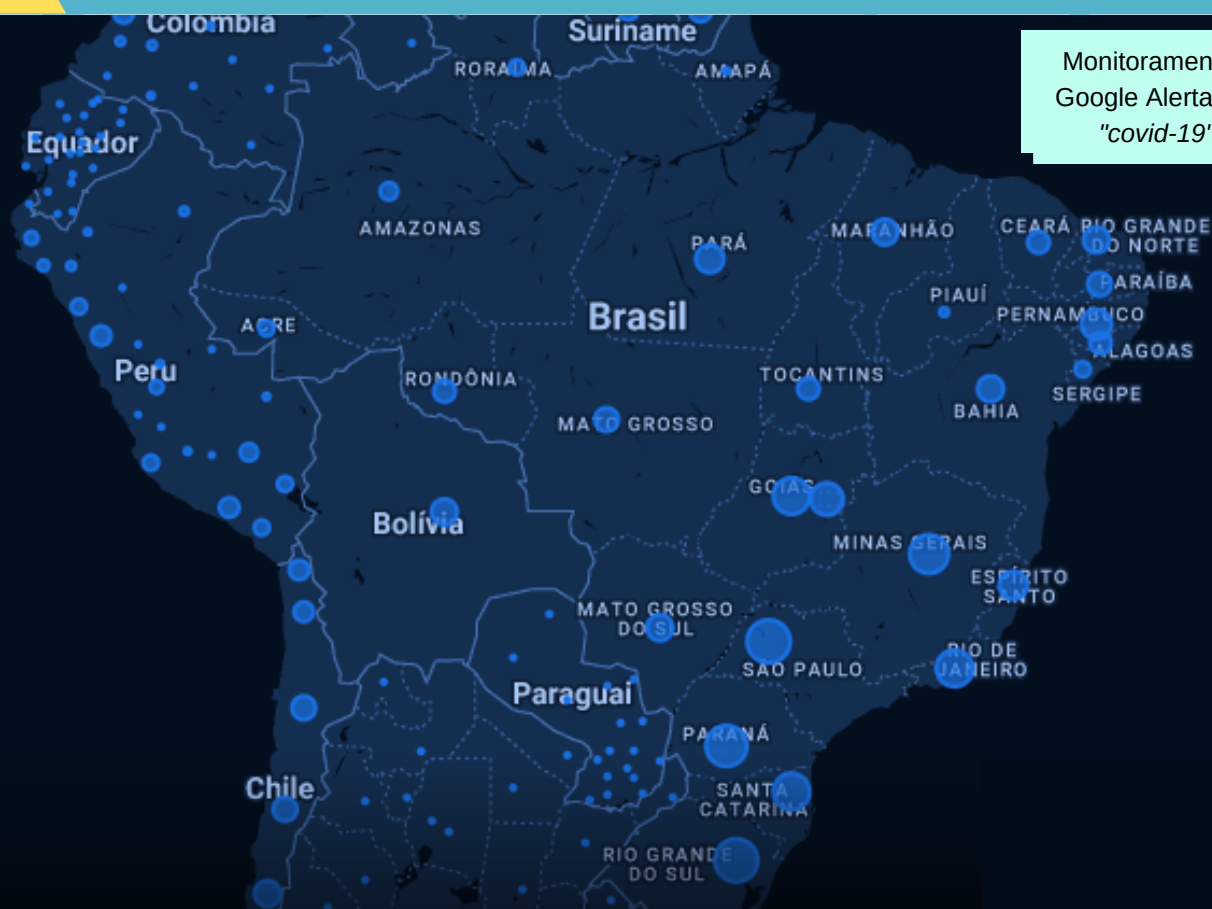 Colombia
Suriname
RORAIMA
AMAPÁ
Monitoramen
Google Alerta
"covid-19"
Equador
AMAZONAS
PARÁ
MARANHÃO
CEARÁ
RIO GRANDE
DO NORTE
PARAÍBA
PIAUÍ
PERNAMBUCO
Brasil
ACRE
ALAGOAS
Peru
RONDÔNIA
TOCANTINS
SERGIPE
BAHIA
MATO GROSSO
GOIÁS
Bolívia
MINAS GERAIS
ESPÍRITO
SANTO
MATO GROSSO
DO SUL
RIO DE
JANEIRO
SÃO PAULO
Paraguai
PARANÁ
Chile
SANTA
CATARINA
RIO GRANDE
DO SUL